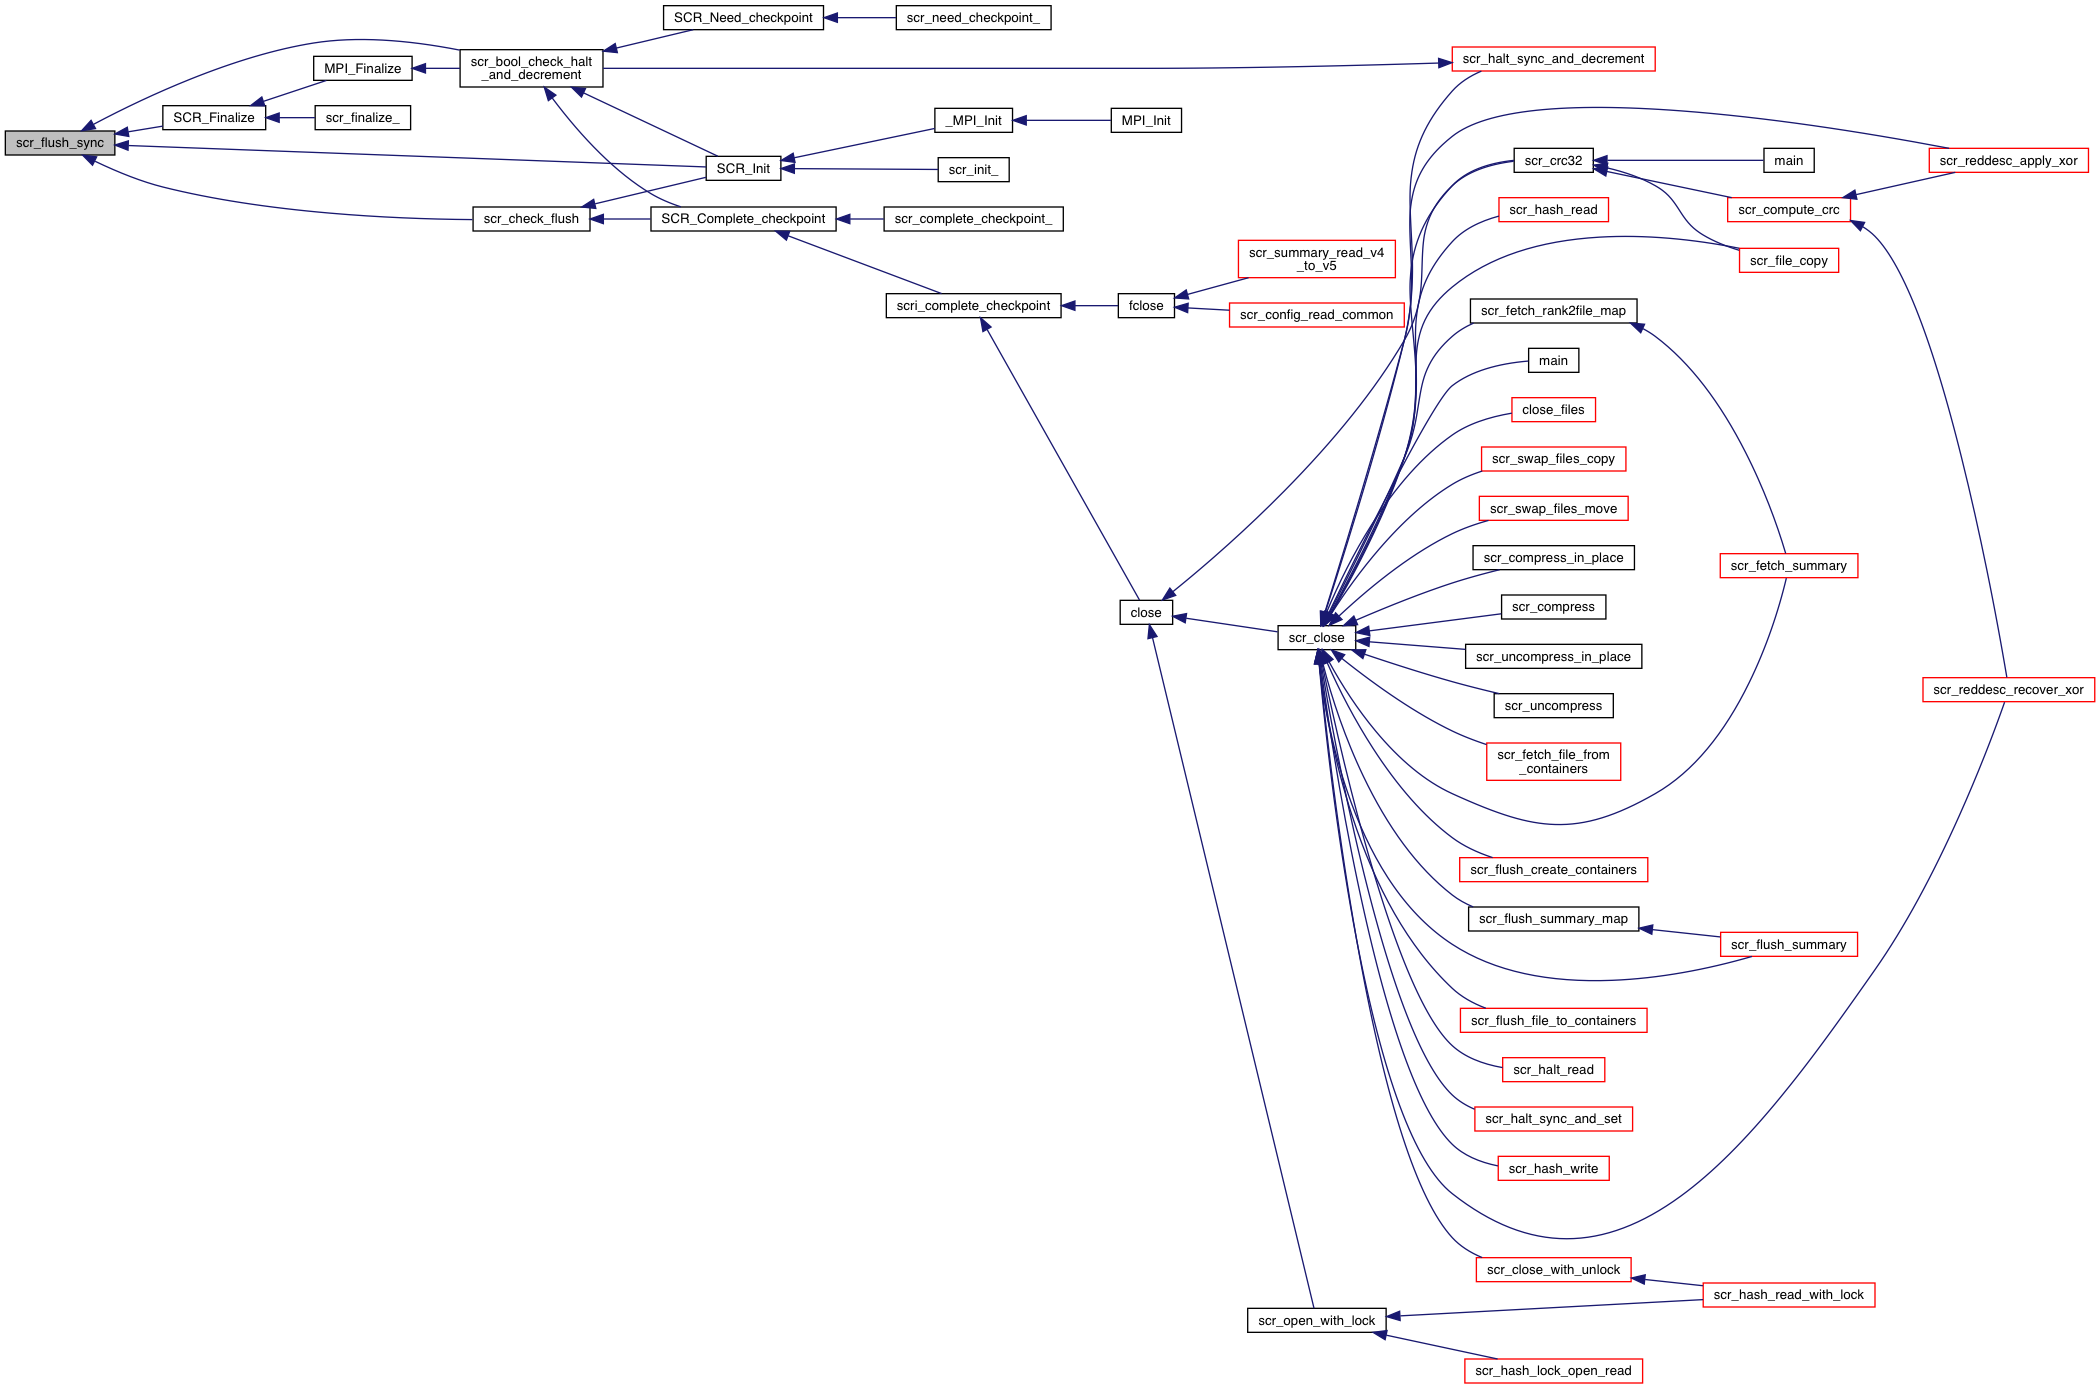 SCR_Need_checkpoint
scr_need_checkpoint_
scr_bool_check_halt
_and_decrement
scr_halt_sync_and_decrement
MPI_Finalize
SCR_Finalize
scr_finalize_
_MPI_Init
MPI_Init
scr_flush_sync
SCR_Init
scr_init_
scr_crc32
main
scr_reddesc_apply_xor
scr_check_flush
SCR_Complete_checkpoint
scr_complete_checkpoint_
scr_hash_read
scr_compute_crc
scr_summary_read_v4
_to_v5
scr_file_copy
scri_complete_checkpoint
fclose
scr_config_read_common
scr_fetch_rank2file_map
main
close_files
scr_swap_files_copy
scr_swap_files_move
scr_compress_in_place
scr_fetch_summary
close
scr_compress
scr_close
scr_uncompress_in_place
scr_reddesc_recover_xor
scr_uncompress
scr_fetch_file_from
_containers
scr_flush_create_containers
scr_flush_summary_map
scr_flush_summary
scr_flush_file_to_containers
scr_halt_read
scr_halt_sync_and_set
scr_hash_write
scr_close_with_unlock
scr_hash_read_with_lock
scr_open_with_lock
scr_hash_lock_open_read